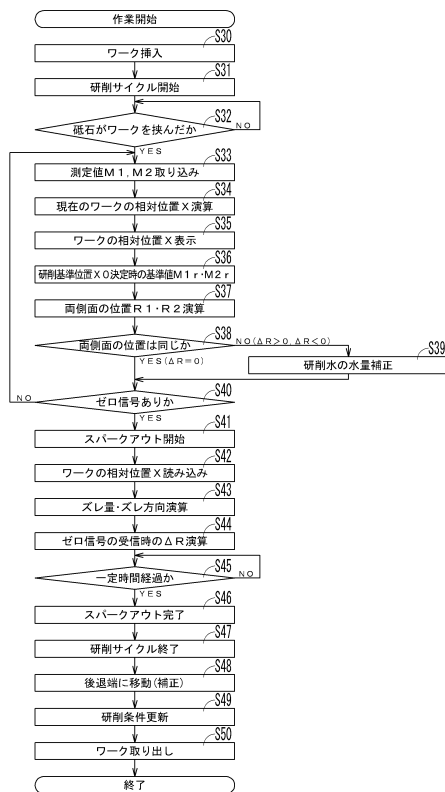 作業開始
S30
ワーク挿入
S31
研削サイクル開始
S32
砥石がワークを挟んだか
NO
YES
S33
測定値M1,M2取り込み
S34
現在のワークの相対位置X演算
S35
ワークの相対位置X表示
S36
研削基準位置X0決定時の基準値M1r・M2r
S37
両側面の位置R1・R2演算
S38
両側面の位置は同じか
NO(ΔR>0,ΔR<0)
YES(ΔR=0)
S39
研削水の水量補正
S40
ゼロ信号ありか
NO
YES
S41
スパークアウト開始
S42
ワークの相対位置X読み込み
S43
ズレ量・ズレ方向演算
S44
ゼロ信号の受信時のΔR演算
S45
一定時間経過か
NO
YES
S46
スパークアウト完了
S47
研削サイクル終了
S48
後退端に移動(補正)
S49
研削条件更新
S50
ワーク取り出し
終了